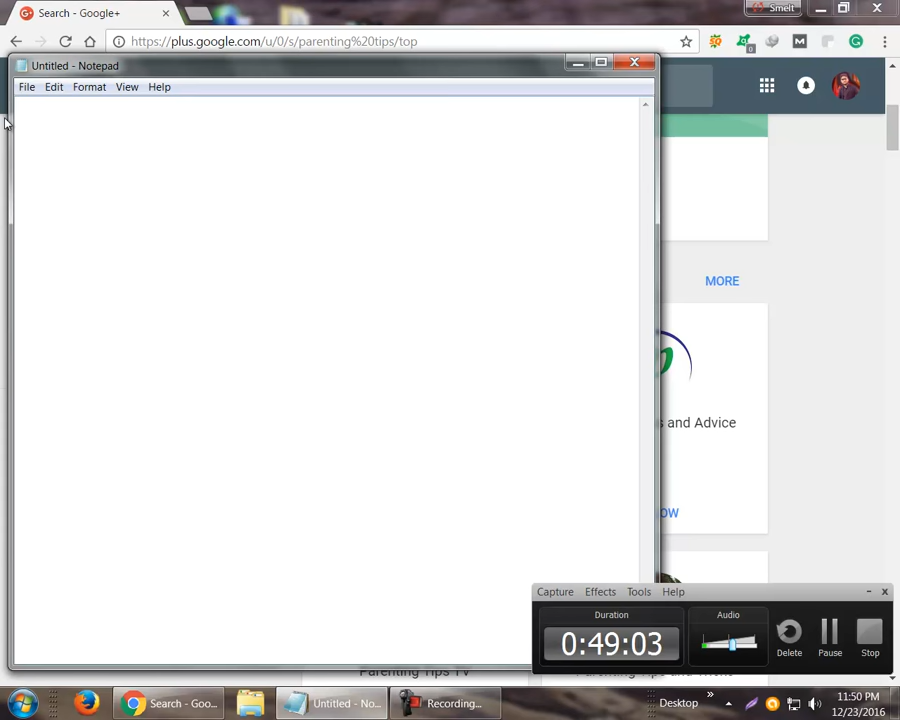 Search - Google+
Smelt
https://plus.google.com/u/0/s/parenting%20tips/top
0
M
Untitled - Notepad
File Edit Format View Help
MORE
s and Advice
OW
Capture Effects Tools Help
Duration
Audio
0:49:03
Delete Pause Stop
Parenting Tips TV
Search - Goo...
Untitled - No...
Recording...
Desktop
11:50 PM
12/23/2016